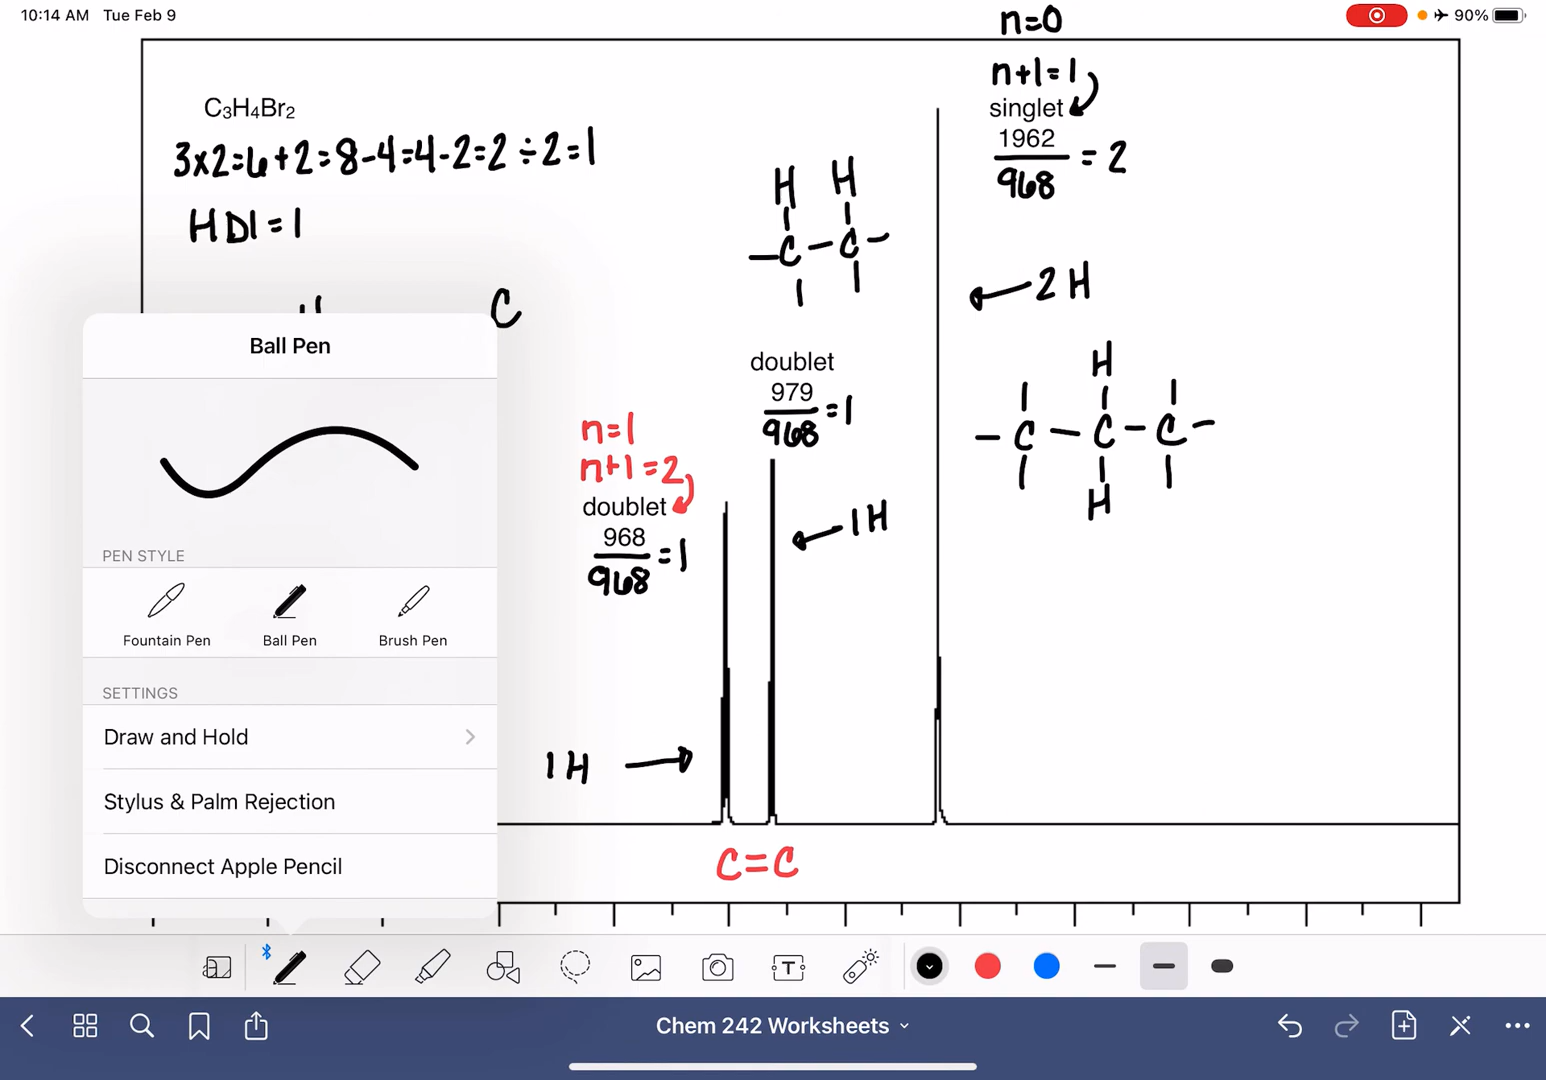 10:14 AM Tue Feb 9
90%
n=0
n+1=1
singlet
1962
968
=2
C3H4Br2
3x2=6+2=8-4=4-2=2÷2=1
HDI=1
H H
-C-C-
C
2H
doublet
979
968
=1
n=1
n+1=2
doublet
968
968
=1
1H
H
-C-C-C-
H
1H
C=C
Ball Pen
PEN STYLE
Fountain Pen
Ball Pen
Brush Pen
SETTINGS
Draw and Hold
Stylus & Palm Rejection
Disconnect Apple Pencil
a
T
Chem 242 Worksheets